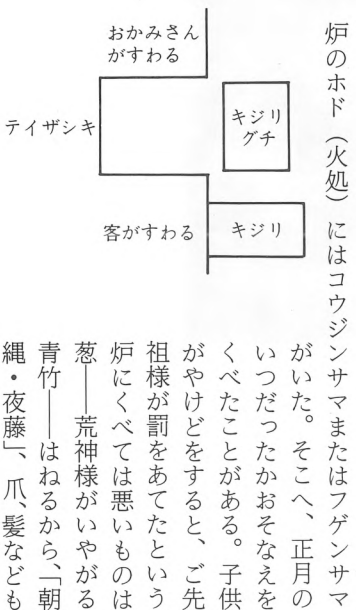 炉のホド（火処）にはコウジンサマまたはフゲンサマ
がいた。そこへ、正月の
いつだったかおそなえを
くべたことがある。子供
がやけどをすると、ご先
祖様が罰をあてたという
炉にくべては悪いものは
葱――荒神様がいやがる
青竹――はねるから、「朝
縄・夜藤」、爪、髪なども
おかみさん
がすわる
キジリ
グチ
テイザシキ
客がすわる
キジリ